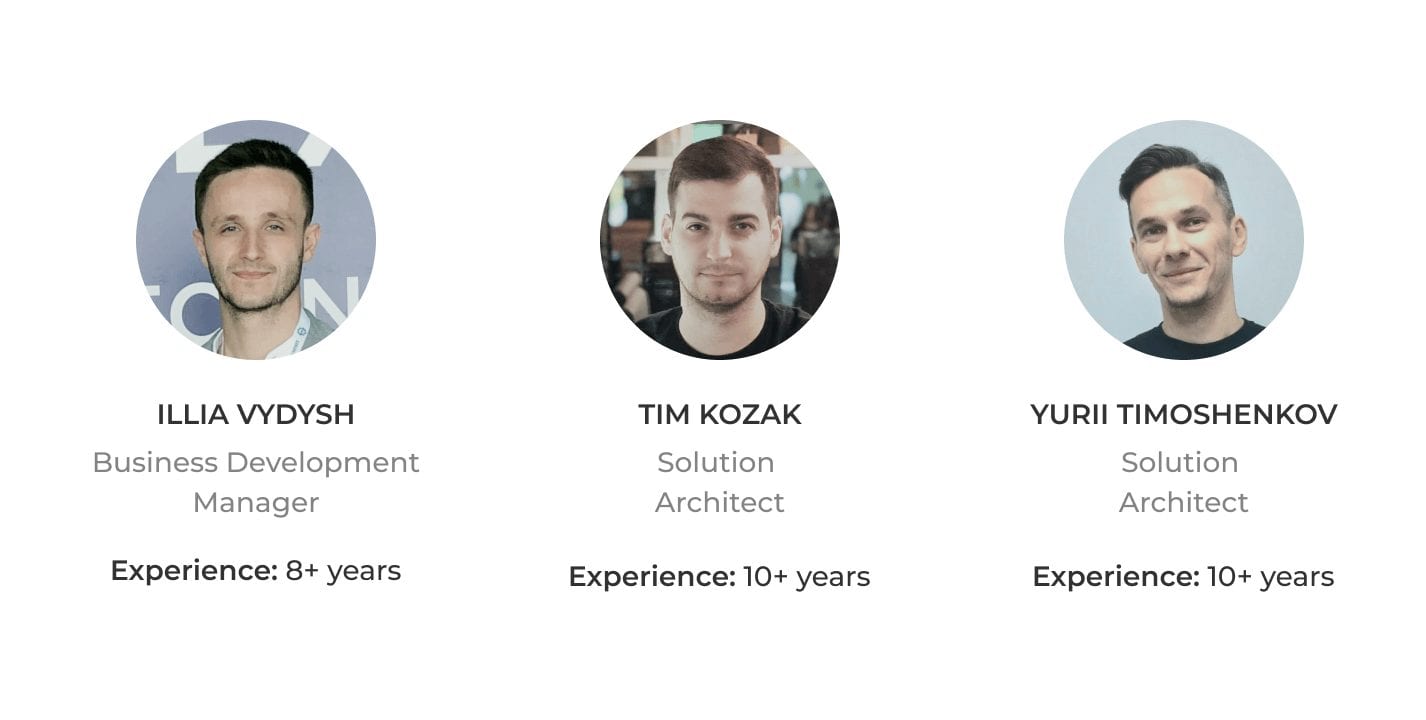 ILLIA VYDYSH
Business Development
Manager
Experience: 8+ years
TIM KOZAK
Solution
Architect
Experience: 10+ years
YURII TIMOSHENKOV
Solution
Architect
Experience: 10+ years